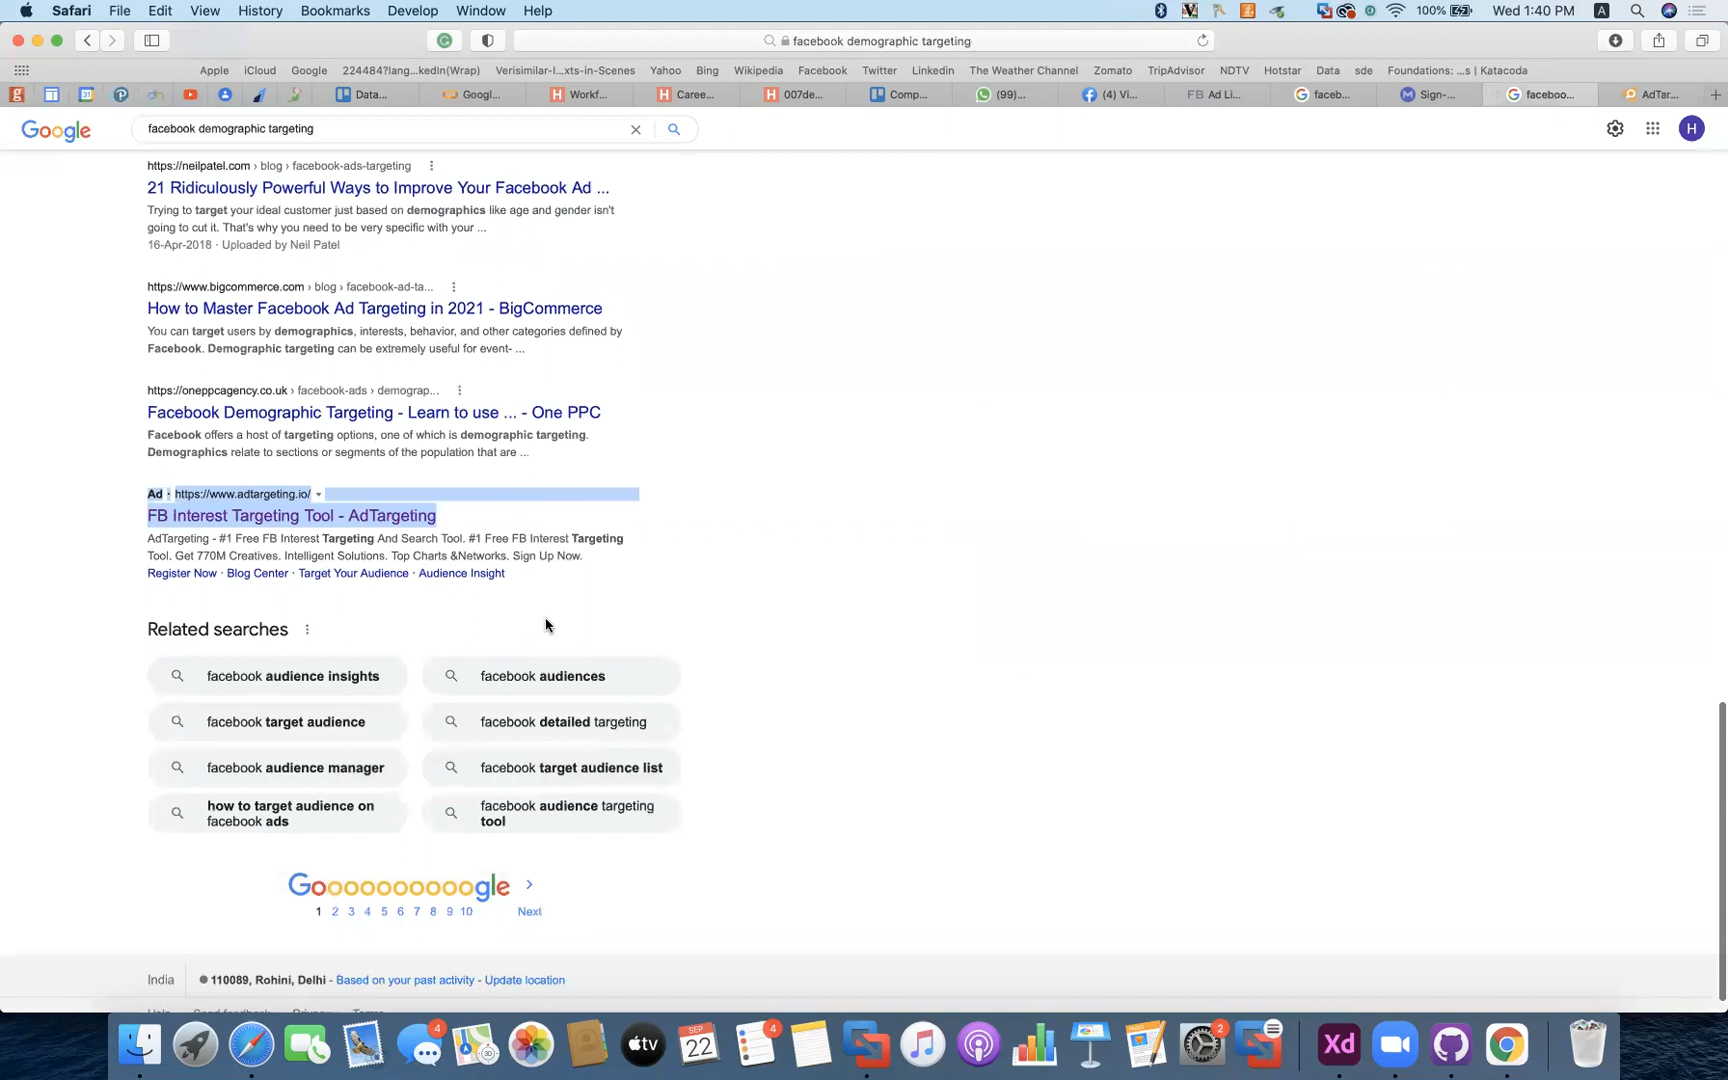 Safari File Edit View History Bookmarks Develop Window Help 100% Wed 1:40 PM A
facebook demographic targeting
Apple iCloud Google 224484?lang...kedIn(Wrap) Verisimilar-I...xts-in-Scenes Yahoo Bing Wikipedia Facebook Twitter Linkedin The Weather Channel Zomato TripAdvisor NDTV Hotstar Data sde Foundations: ...s | Katacoda
Data... Googl... Workf... Caree... 007de... Comp... (99)... (4) Vi... FB Ad Li... faceb... Sign-... faceboo... AdTar...
Google facebook demographic targeting H
https://neilpatel.com › blog › facebook-ads-targeting
21 Ridiculously Powerful Ways to Improve Your Facebook Ad ...
Trying to target your ideal customer just based on demographics like age and gender isn't
going to cut it. That's why you need to be very specific with your ...
16-Apr-2018 · Uploaded by Neil Patel
https://www.bigcommerce.com › blog › facebook-ad-ta...
How to Master Facebook Ad Targeting in 2021 - BigCommerce
You can target users by demographics, interests, behavior, and other categories defined by
Facebook. Demographic targeting can be extremely useful for event- ...
https://oneppcagency.co.uk › facebook-ads › demograp...
Facebook Demographic Targeting - Learn to use ... - One PPC
Facebook offers a host of targeting options, one of which is demographic targeting.
Demographics relate to sections or segments of the population that are ...
Ad · https://www.adtargeting.io/
FB Interest Targeting Tool - AdTargeting
AdTargeting - #1 Free FB Interest Targeting And Search Tool. #1 Free FB Interest Targeting
Tool. Get 770M Creatives. Intelligent Solutions. Top Charts &Networks. Sign Up Now.
Register Now · Blog Center · Target Your Audience · Audience Insight
Related searches
facebook audience insights
facebook audiences
facebook target audience
facebook detailed targeting
facebook audience manager
facebook target audience list
how to target audience on
facebook ads
facebook audience targeting
tool
Goooooooooogle
1 2 3 4 5 6 7 8 9 10 Next
India 110089, Rohini, Delhi - Based on your past activity - Update location
4 tv SEP 22 4 2 Xd